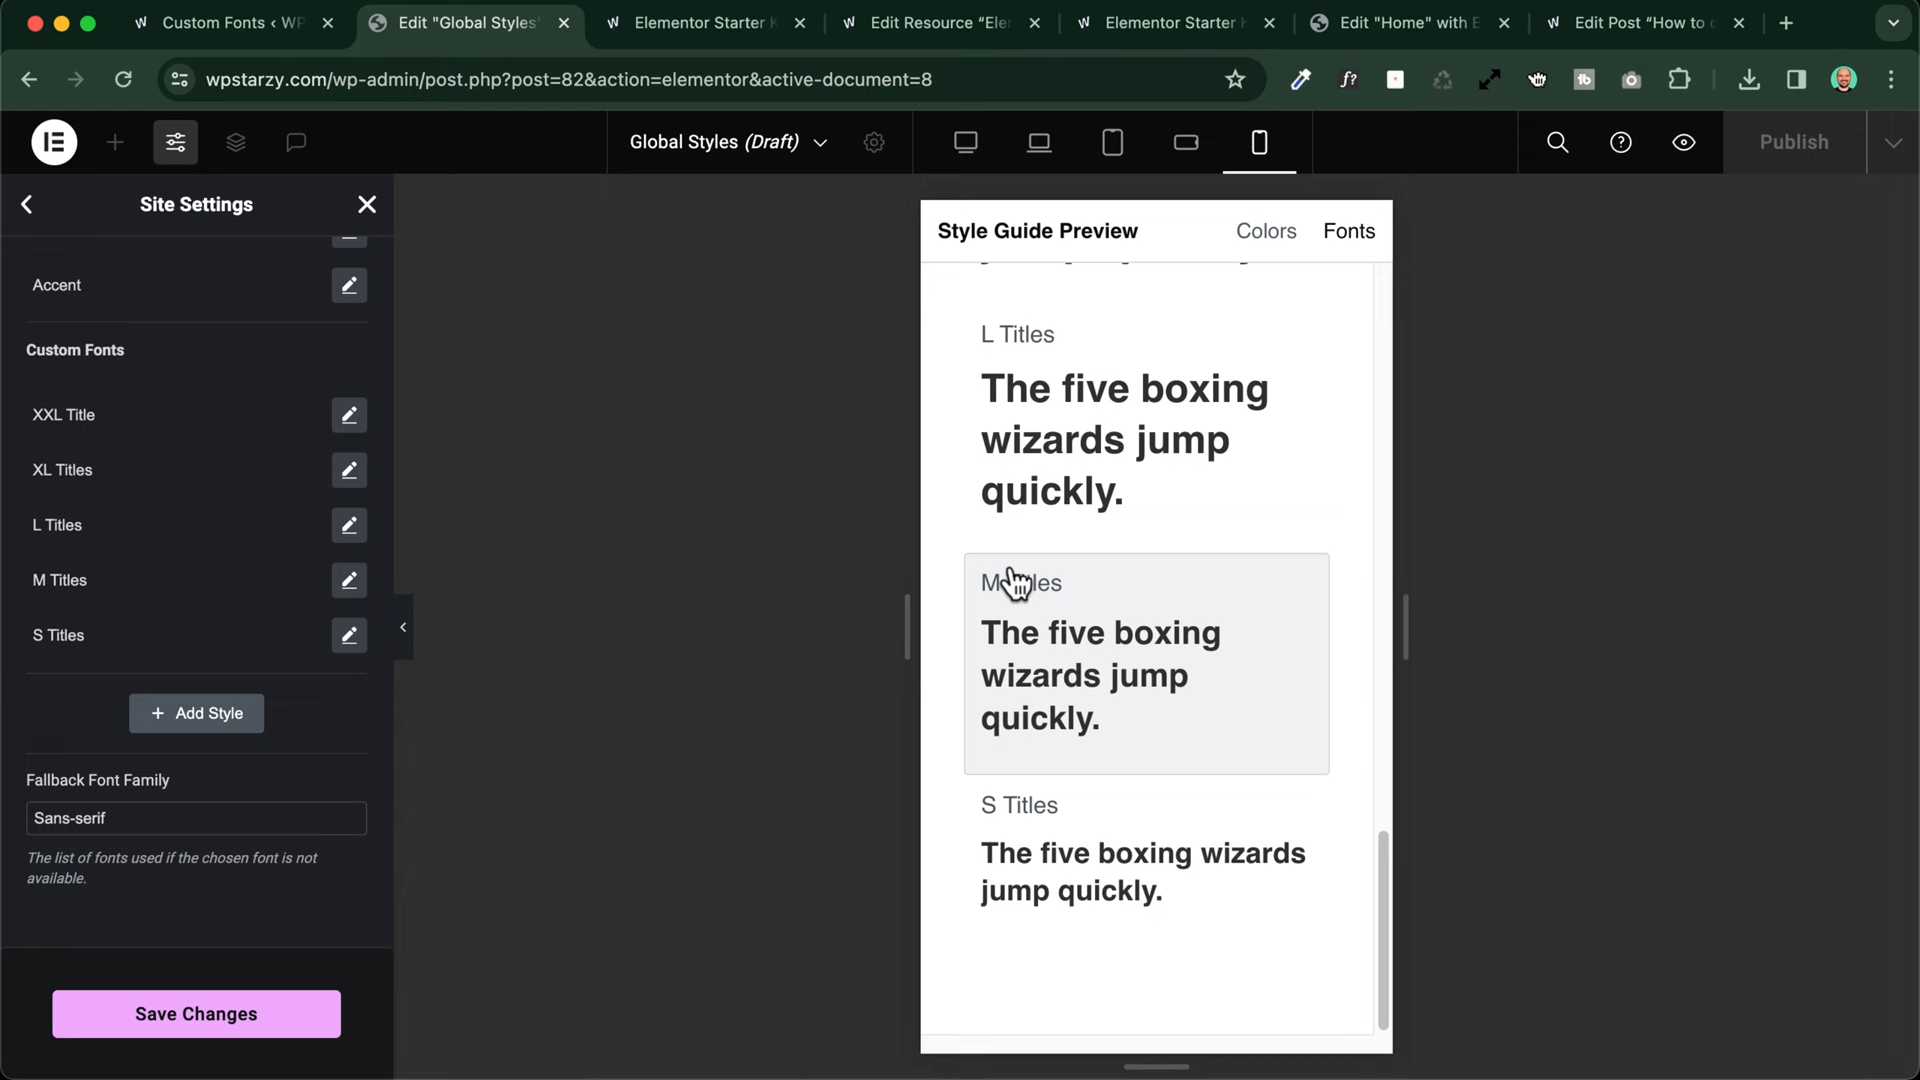 Custom Fonts ‹ WP
Edit "Global Styles"
Elementor Starter K
Edit Resource “Ele
Elementor Starter K
Edit "Home" with E
Edit Post “How to c
wpstarzy.com/wp-admin/post.php?post=82&action=elementor&active-document=8
Global Styles (Draft)
Publish
Site Settings
Accent
Custom Fonts
XXL Title
XL Titles
L Titles
M Titles
S Titles
+ Add Style
Fallback Font Family
Sans-serif
The list of fonts used if the chosen font is not
available.
Save Changes
Style Guide Preview
Colors
Fonts
L Titles
The five boxing
wizards jump
quickly.
M Titles
The five boxing
wizards jump
quickly.
S Titles
The five boxing wizards
jump quickly.